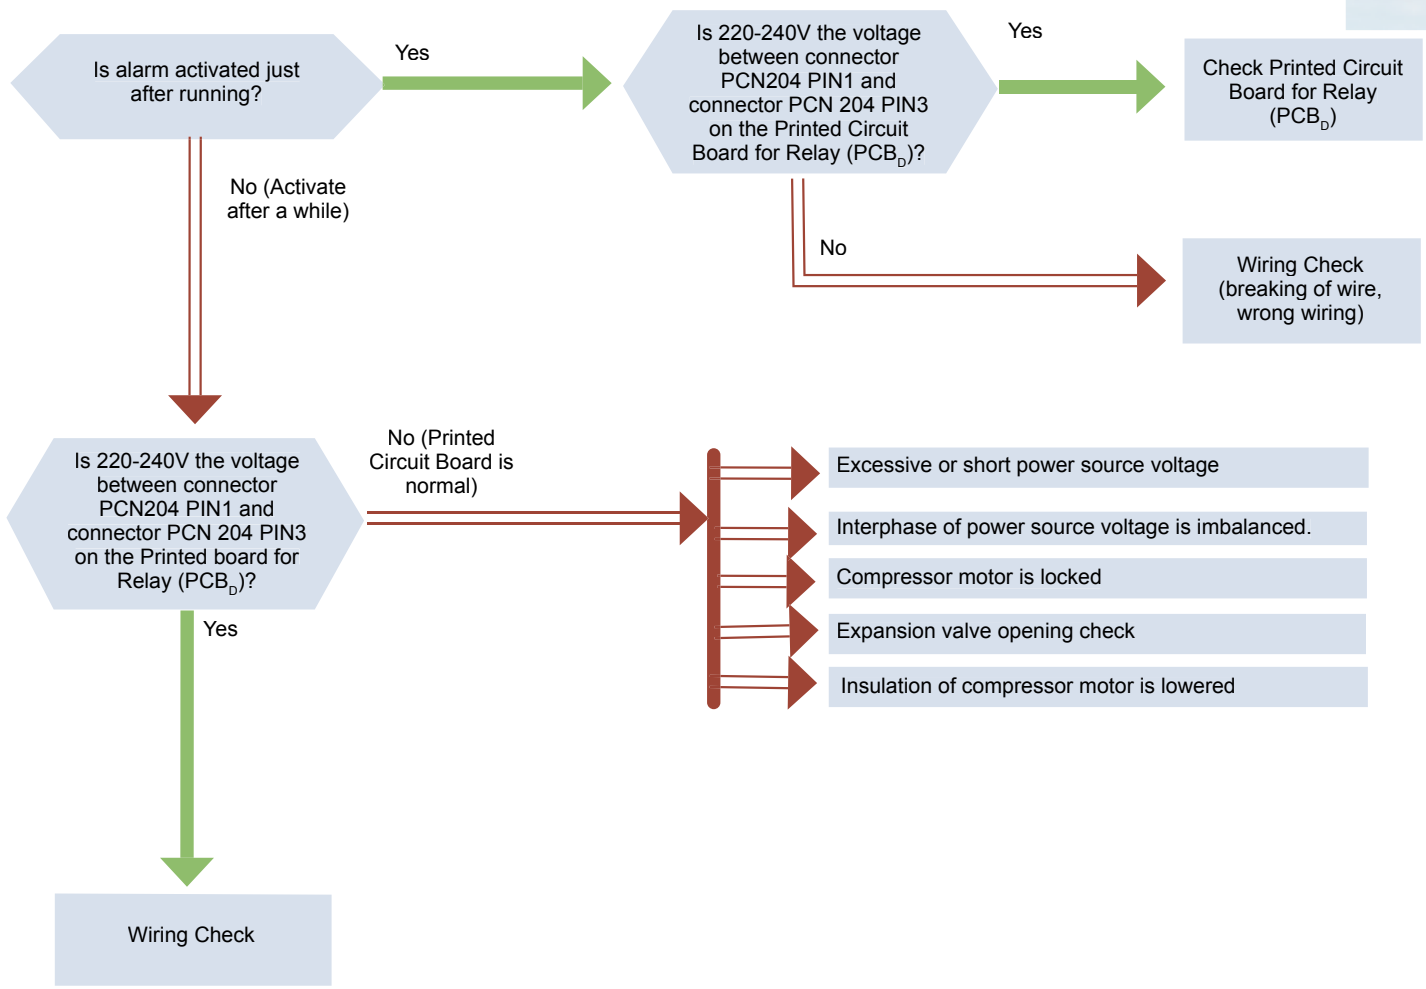 Is alarm activated just
after running?
Yes
Is 220-240V the voltage
between connector
PCN204 PIN1 and
connector PCN 204 PIN3
on the Printed Circuit
Board for Relay (PCBD)?
Yes
Check Printed Circuit
Board for Relay
(PCBD)
No (Activate
after a while)
No
Wiring Check
(breaking of wire,
wrong wiring)
Is 220-240V the voltage
between connector
PCN204 PIN1 and
connector PCN 204 PIN3
on the Printed board for
Relay (PCBD)?
No (Printed
Circuit Board is
normal)
Excessive or short power source voltage
Interphase of power source voltage is imbalanced.
Compressor motor is locked
Expansion valve opening check
Insulation of compressor motor is lowered
Yes
Wiring Check